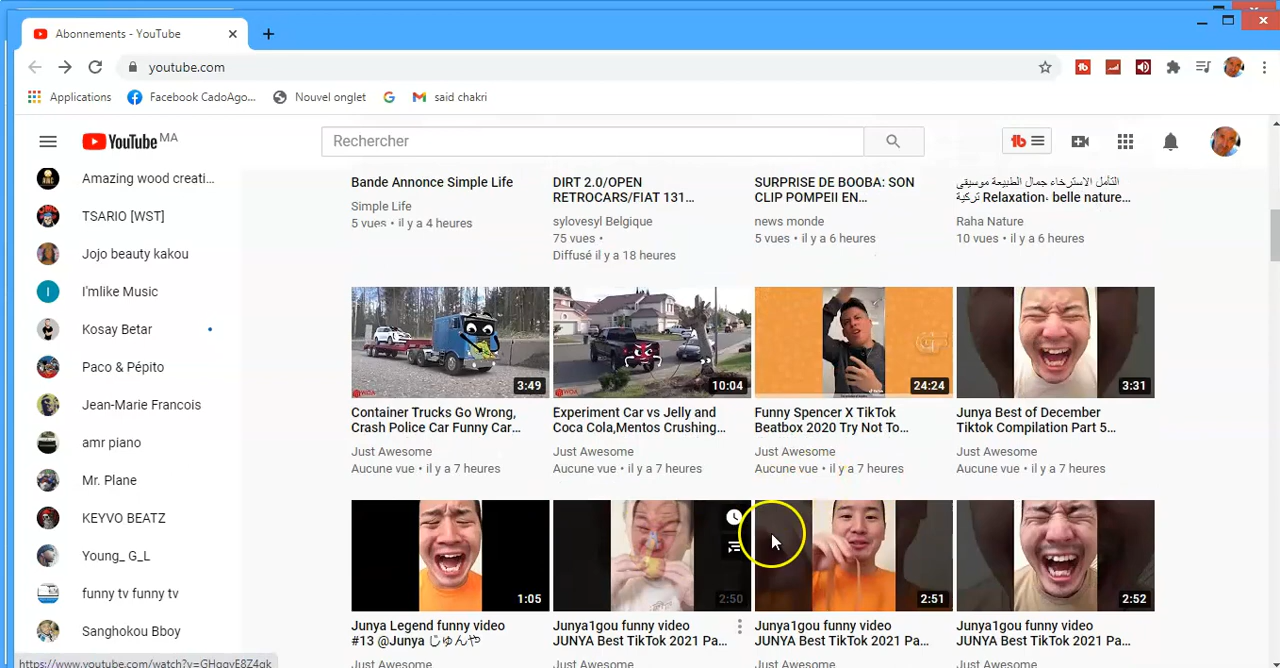 Abonnements - YouTube
youtube.com
Applications
Facebook CadoAgo...
Nouvel onglet
said chakri
YouTube MA
Rechercher
Amazing wood creati...
TSARIO [WST]
Jojo beauty kakou
I
I'mlike Music
Kosay Betar
Paco & Pépito
Jean-Marie Francois
amr piano
Mr. Plane
KEYVO BEATZ
Young_ G_L
funny tv funny tv
Sanghokou Bboy
Bande Annonce Simple Life
Simple Life
5 vues • il y a 4 heures
DIRT 2.0/OPEN
RETROCARS/FIAT 131...
sylovesyl Belgique
75 vues •
Diffusé il y a 18 heures
SURPRISE DE BOOBA: SON
CLIP POMPEII EN...
news monde
5 vues • il y a 6 heures
التأمل الاسترخاء جمال الطبيعة موسيقى
تركية Relaxation، belle nature...
Raha Nature
10 vues • il y a 6 heures
3:49
10:04
24:24
3:31
Container Trucks Go Wrong,
Crash Police Car Funny Car...
Just Awesome
Aucune vue • il y a 7 heures
Experiment Car vs Jelly and
Coca Cola,Mentos Crushing...
Just Awesome
Aucune vue • il y a 7 heures
Funny Spencer X TikTok
Beatbox 2020 Try Not To...
Just Awesome
Aucune vue • il y a 7 heures
Junya Best of December
Tiktok Compilation Part 5...
Just Awesome
Aucune vue • il y a 7 heures
1:05
2:50
2:51
2:52
Junya Legend funny video
#13 @Junya じゅんや
Just Awesome
Junya1gou funny video
JUNYA Best TikTok 2021 Pa...
Just Awesome
Junya1gou funny video
JUNYA Best TikTok 2021 Pa...
Just Awesome
Junya1gou funny video
JUNYA Best TikTok 2021 Pa...
Just Awesome